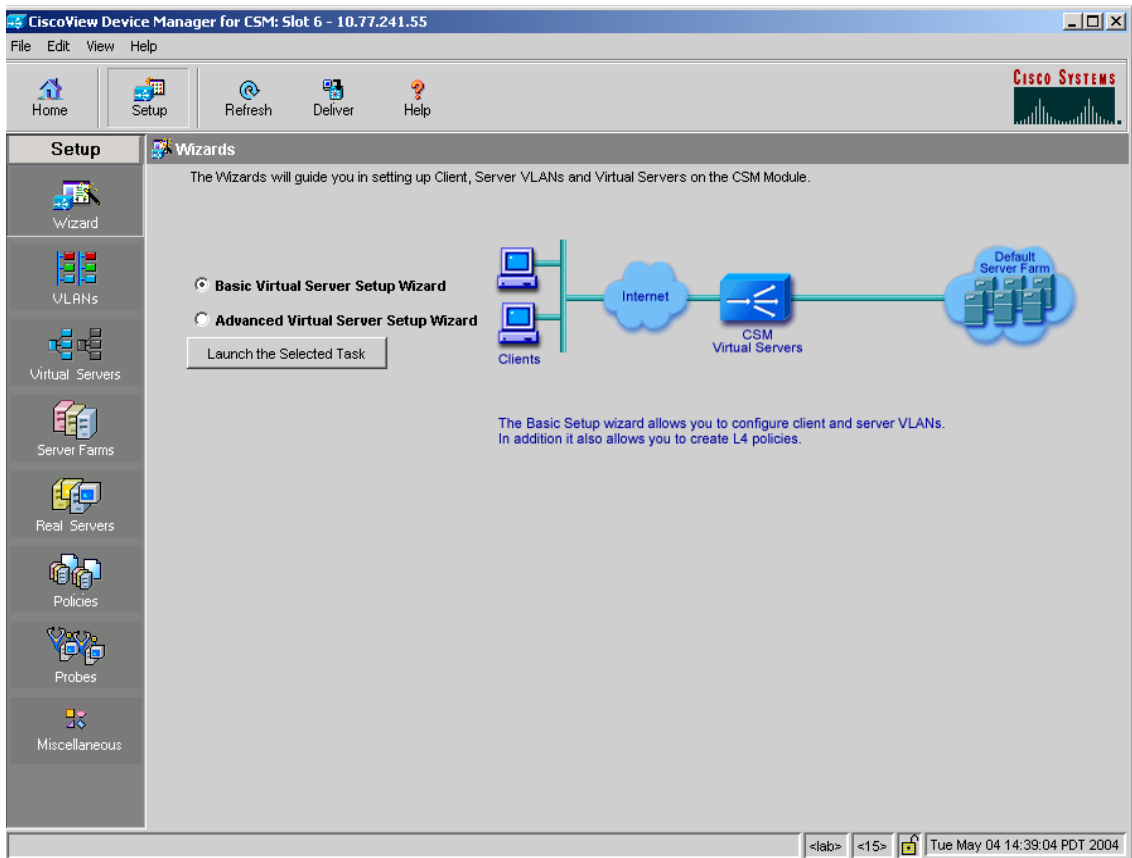 CiscoView Device Manager for CSM: Slot 6 - 10.77.241.55
File Edit View Help
Home Setup Refresh Deliver Help
CISCO SYSTEMS
Setup
Wizards
The Wizards will guide you in setting up Client, Server VLANs and Virtual Servers on the CSM Module.
Wizard
VLANs
Virtual Servers
Server Farms
Real Servers
Policies
Probes
Miscellaneous
Basic Virtual Server Setup Wizard
Advanced Virtual Server Setup Wizard
Launch the Selected Task
Clients
Internet
CSM
Virtual Servers
Default
Server Farm
The Basic Setup wizard allows you to configure client and server VLANs.
In addition it also allows you to create L4 policies.
<lab> <15> Tue May 04 14:39:04 PDT 2004